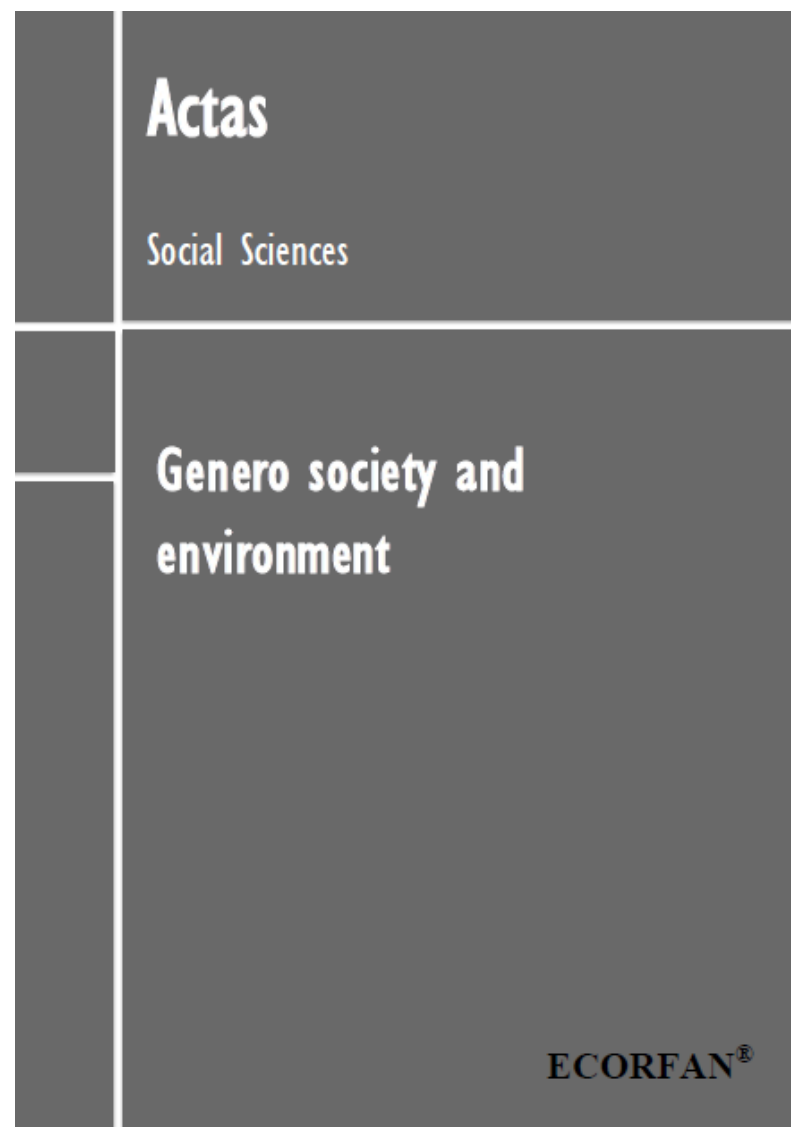 Actas
Social Sciences
Genero society and
environment
ECORFAN®